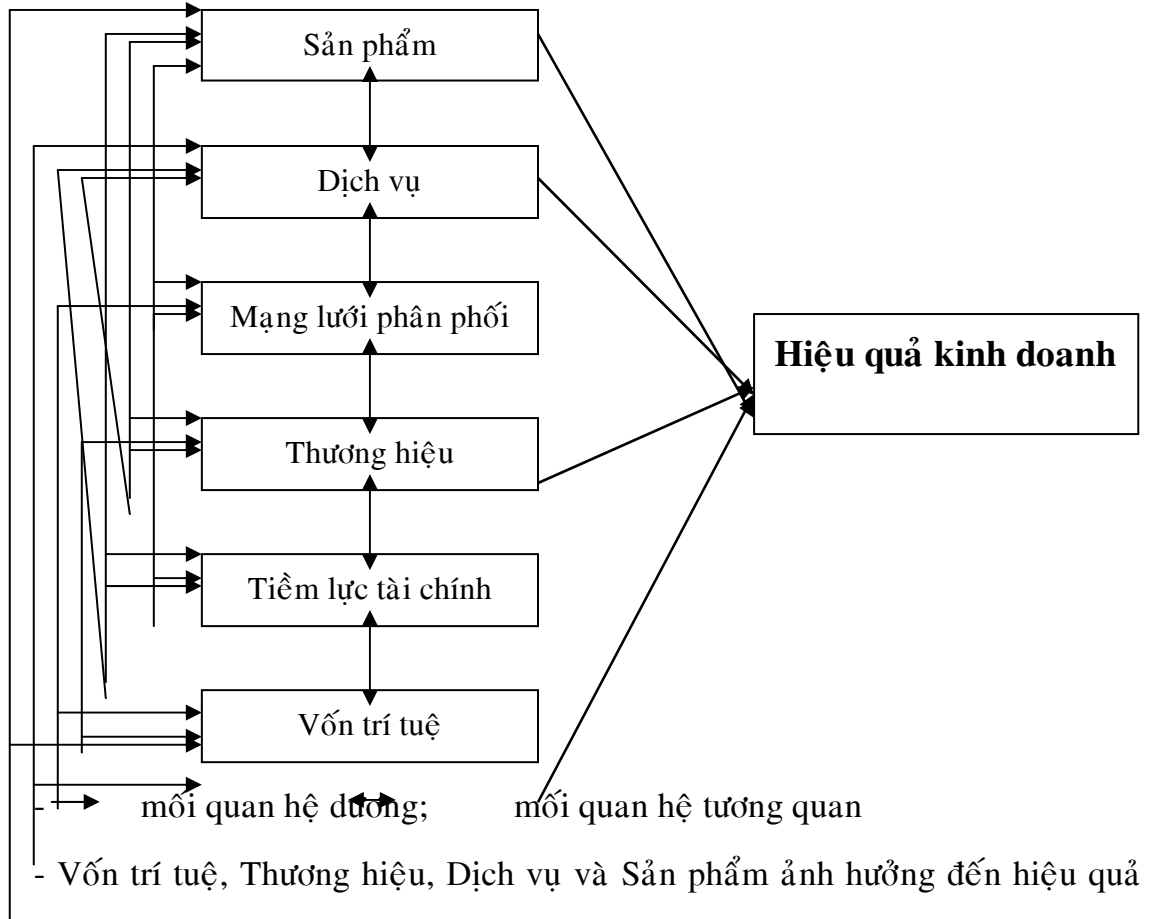 Sản phẩm
Dịch vụ
Mạng lưới phân phối
Hiệu quả kinh doanh
Thương hiệu
Tiềm lực tài chính
Vốn trí tuệ
- mối quan hệ dương; mối quan hệ tương quan
- Vốn trí tuệ, Thương hiệu, Dịch vụ và Sản phẩm ảnh hưởng đến hiệu quả